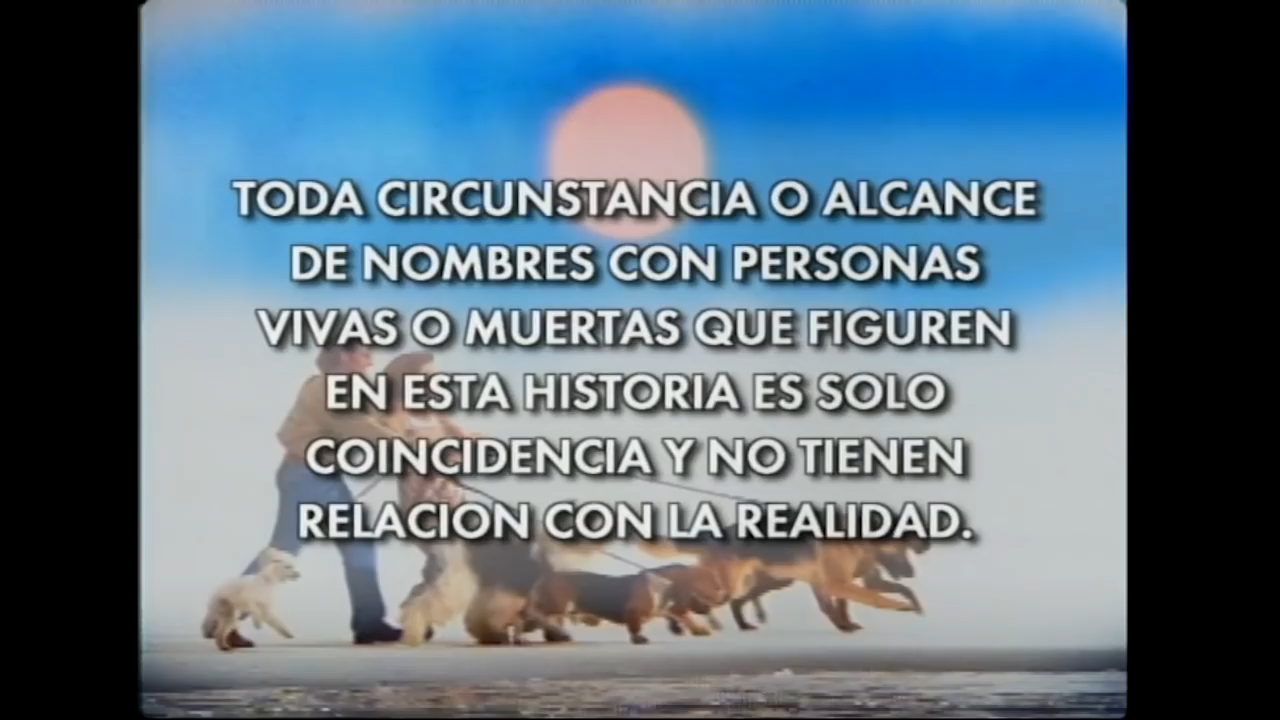 TODA CIRCUNSTANCIA O ALCANCE
DE NOMBRES CON PERSONAS
VIVAS O MUERTAS QUE FIGUREN
EN ESTA HISTORIA ES SOLO
COINCIDENCIA Y NO TIENEN
RELACION CON LA REALIDAD.